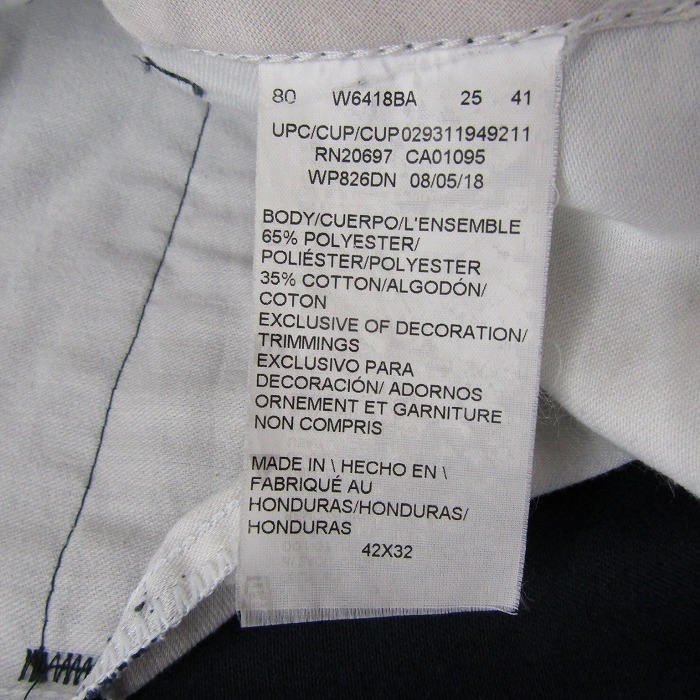 80 W6418BA 25 41
UPC/CUP/CUP029311949211
RN20697 CA01095
WP826DN 08/05/18
BODY/CUERPO/L'ENSEMBLE
65% POLYESTER/
POLIÉSTER/POLYESTER
35% COTTON/ALGODÓN/
COTON
EXCLUSIVE OF DECORATION/
TRIMMINGS
EXCLUSIVO PARA
DECORACIÓN/ ADORNOS
ORNEMENT ET GARNITURE
NON COMPRIS
MADE IN \ HECHO EN \
FABRIQUÉ AU
HONDURAS/HONDURAS/
HONDURAS
42X32